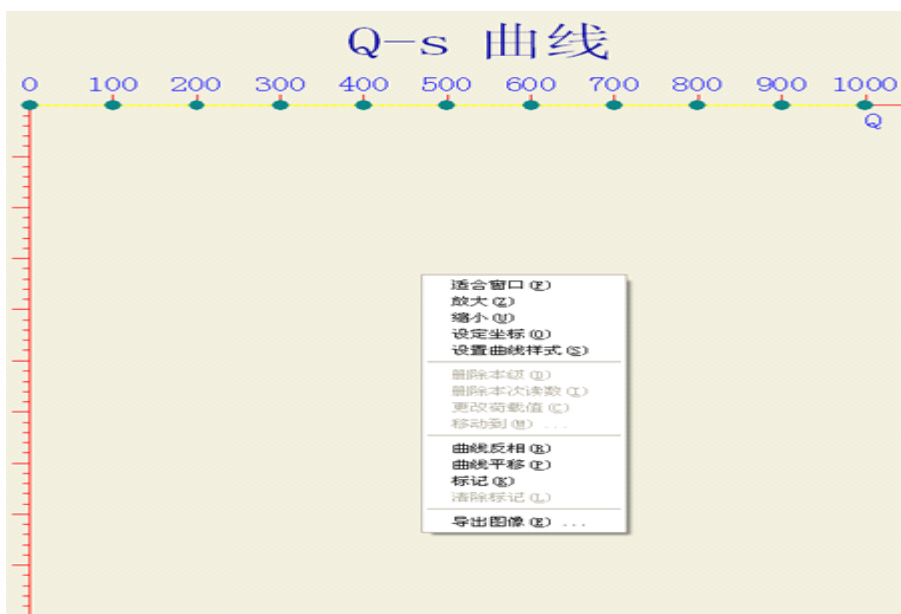 Q-s 曲线
0 100 200 300 400 500 600 700 800 900 1000
Q
适合窗口(F)
放大(Z)
缩小(U)
设定坐标(O)
设置曲线样式(S)
删除本级(D)
删除本次读数(I)
更改荷载值(C)
移动到(M) ...
曲线反相(R)
曲线平移(P)
标记(K)
清除标记(L)
导出图像(E) ...